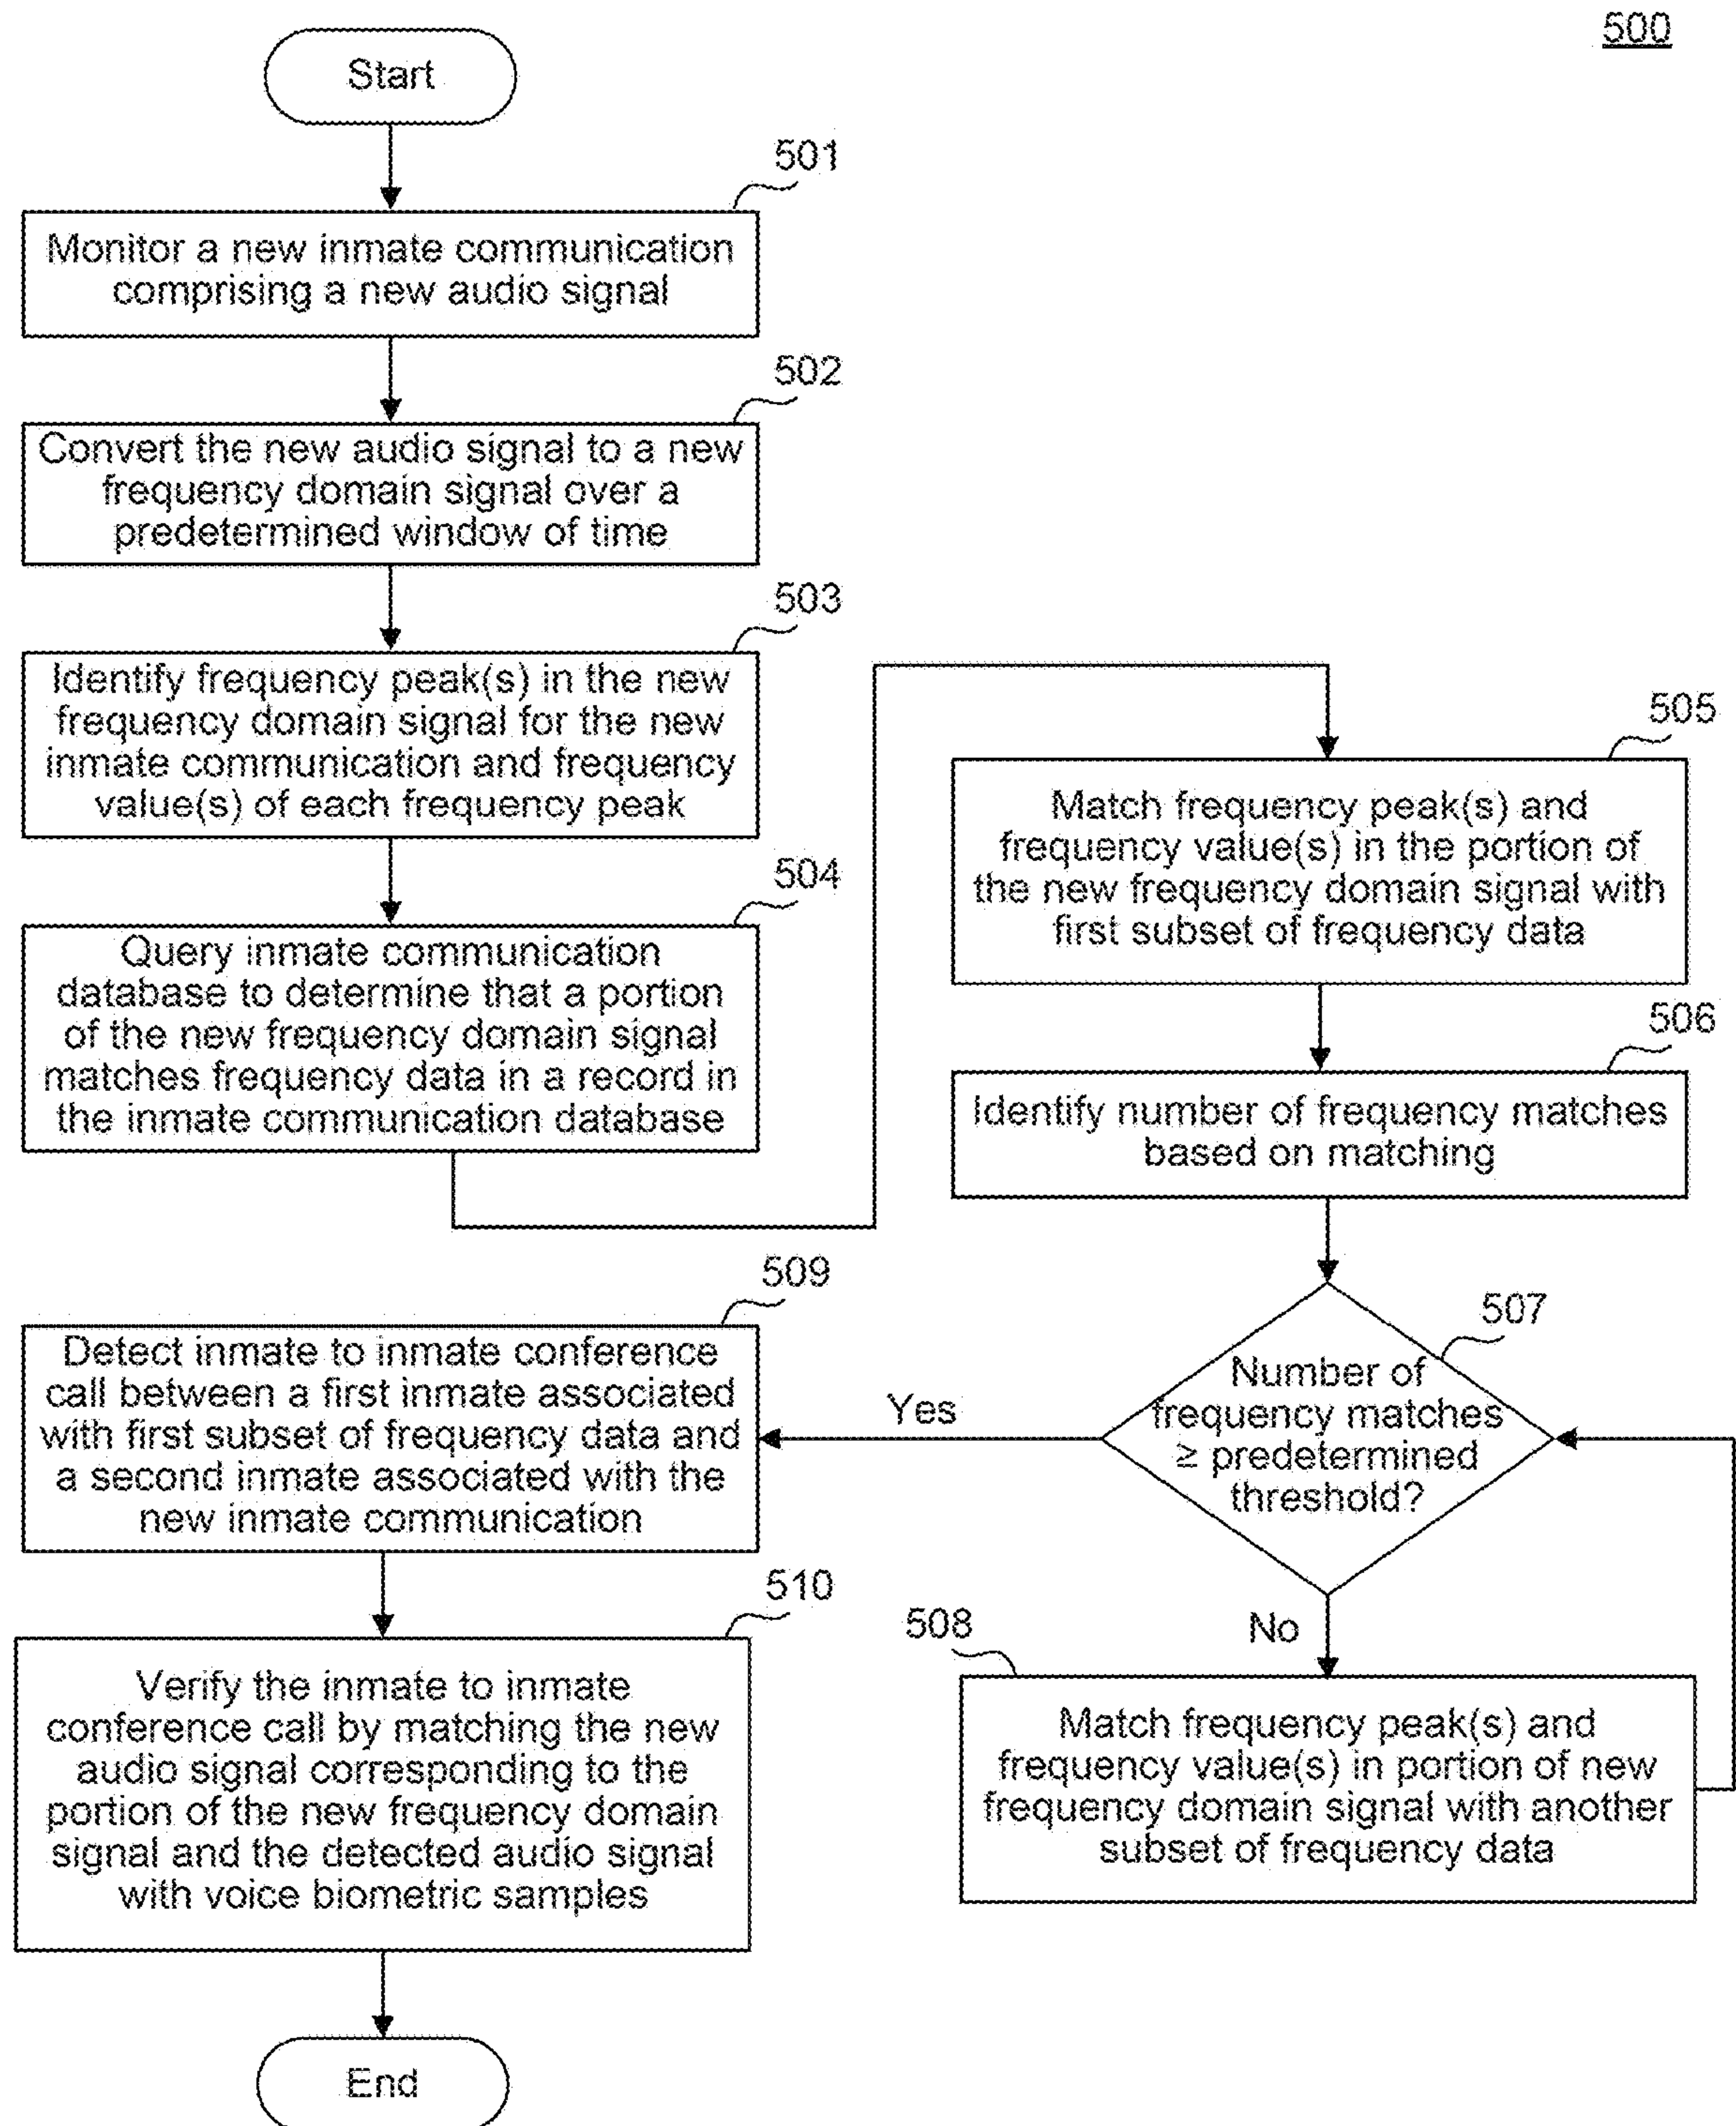 500
Start
501
Monitor a new inmate communication
comprising a new audio signal
502
Convert the new audio signal to a new
frequency domain signal over a
predetermined window of time
503
Identify frequency peak(s) in the new
frequency domain signal for the new
inmate communication and frequency
value(s) of each frequency peak
504
Query inmate communication
database to determine that a portion
of the new frequency domain signal
matches frequency data in a record in
the inmate communication database
505
Match frequency peak(s) and
frequency value(s) in the portion of
the new frequency domain signal with
first subset of frequency data
506
Identify number of frequency matches
based on matching
507
Number of
frequency matches
≥ predetermined
threshold?
Yes
No
508
Match frequency peak(s) and
frequency value(s) in portion of new
frequency domain signal with another
subset of frequency data
509
Detect inmate to inmate conference
call between a first inmate associated
with first subset of frequency data and
a second inmate associated with the
new inmate communication
510
Verify the inmate to inmate
conference call by matching the new
audio signal corresponding to the
portion of the new frequency domain
signal and the detected audio signal
with voice biometric samples
End